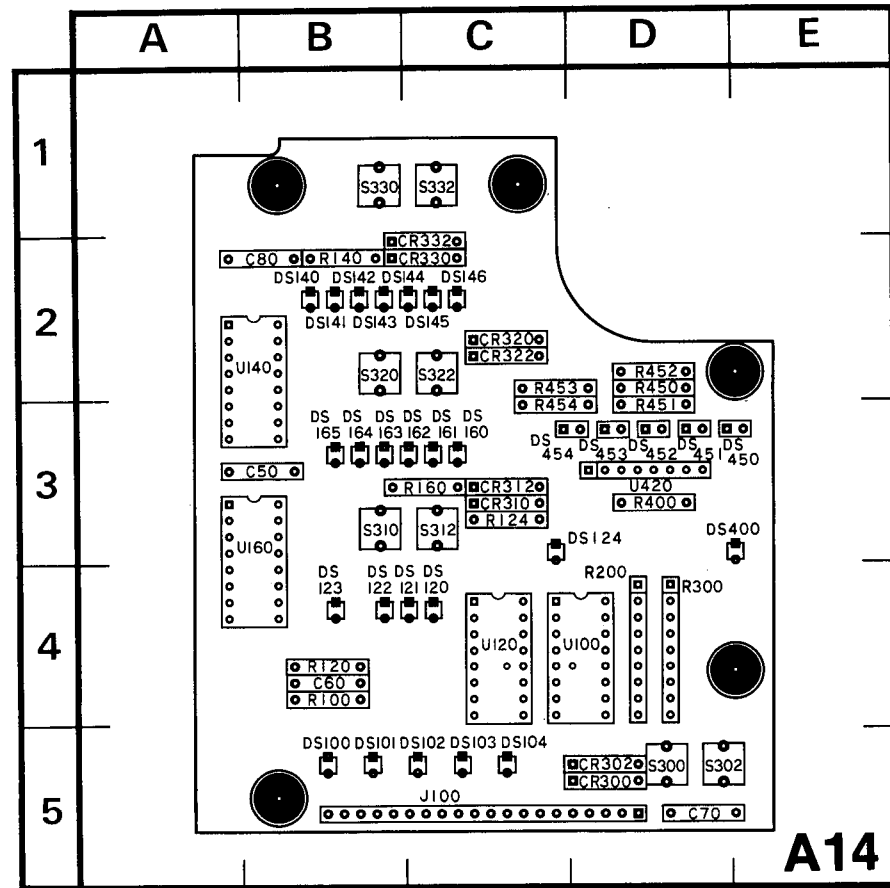 A B C D E
1
S330 S332
CR332
C80 R140 CR330
DS140 DS142 DS144 DS146
DS141 DS143 DS145
2
CR320
CR322
U140 S320 S322
R452
R453 R450
R454 R451
DS 165 DS 164 DS 163 DS 162 DS 161 DS 160
DS 454 DS 453 DS 452 DS 451 DS 450
3
C50
R160 CR312
U420
CR310 R400
R124
U160 S310 S312
DS124 DS400
DS 123 DS 122 DS 121 DS 120
R200 R300
4
U120 U100
R120
C60
R100
DS100 DS101 DS102 DS103 DS104
CR302 S300 S302
CR300
J100
5
C70
A14